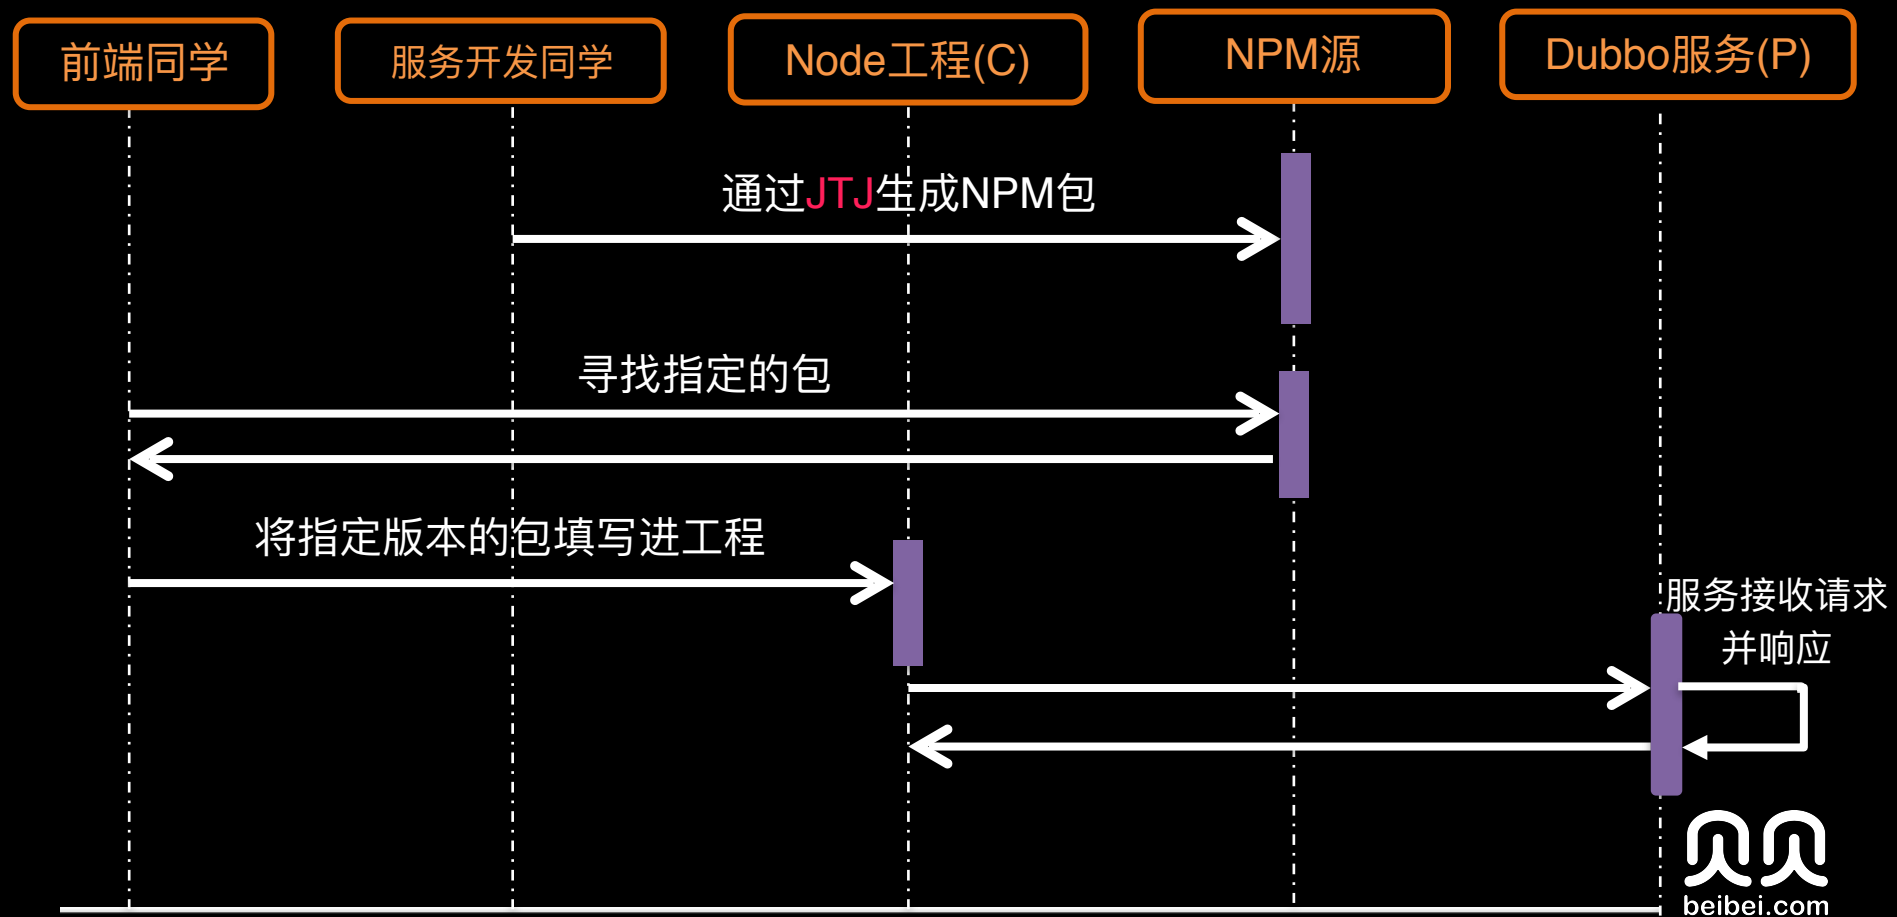 前端同学
服务开发同学
Node工程(C)
NPM源
Dubbo服务(P)
通过JTJ生成NPM包
寻找指定的包
将指定版本的包填写进工程
服务接收请求
并响应
贝贝
beibei.com